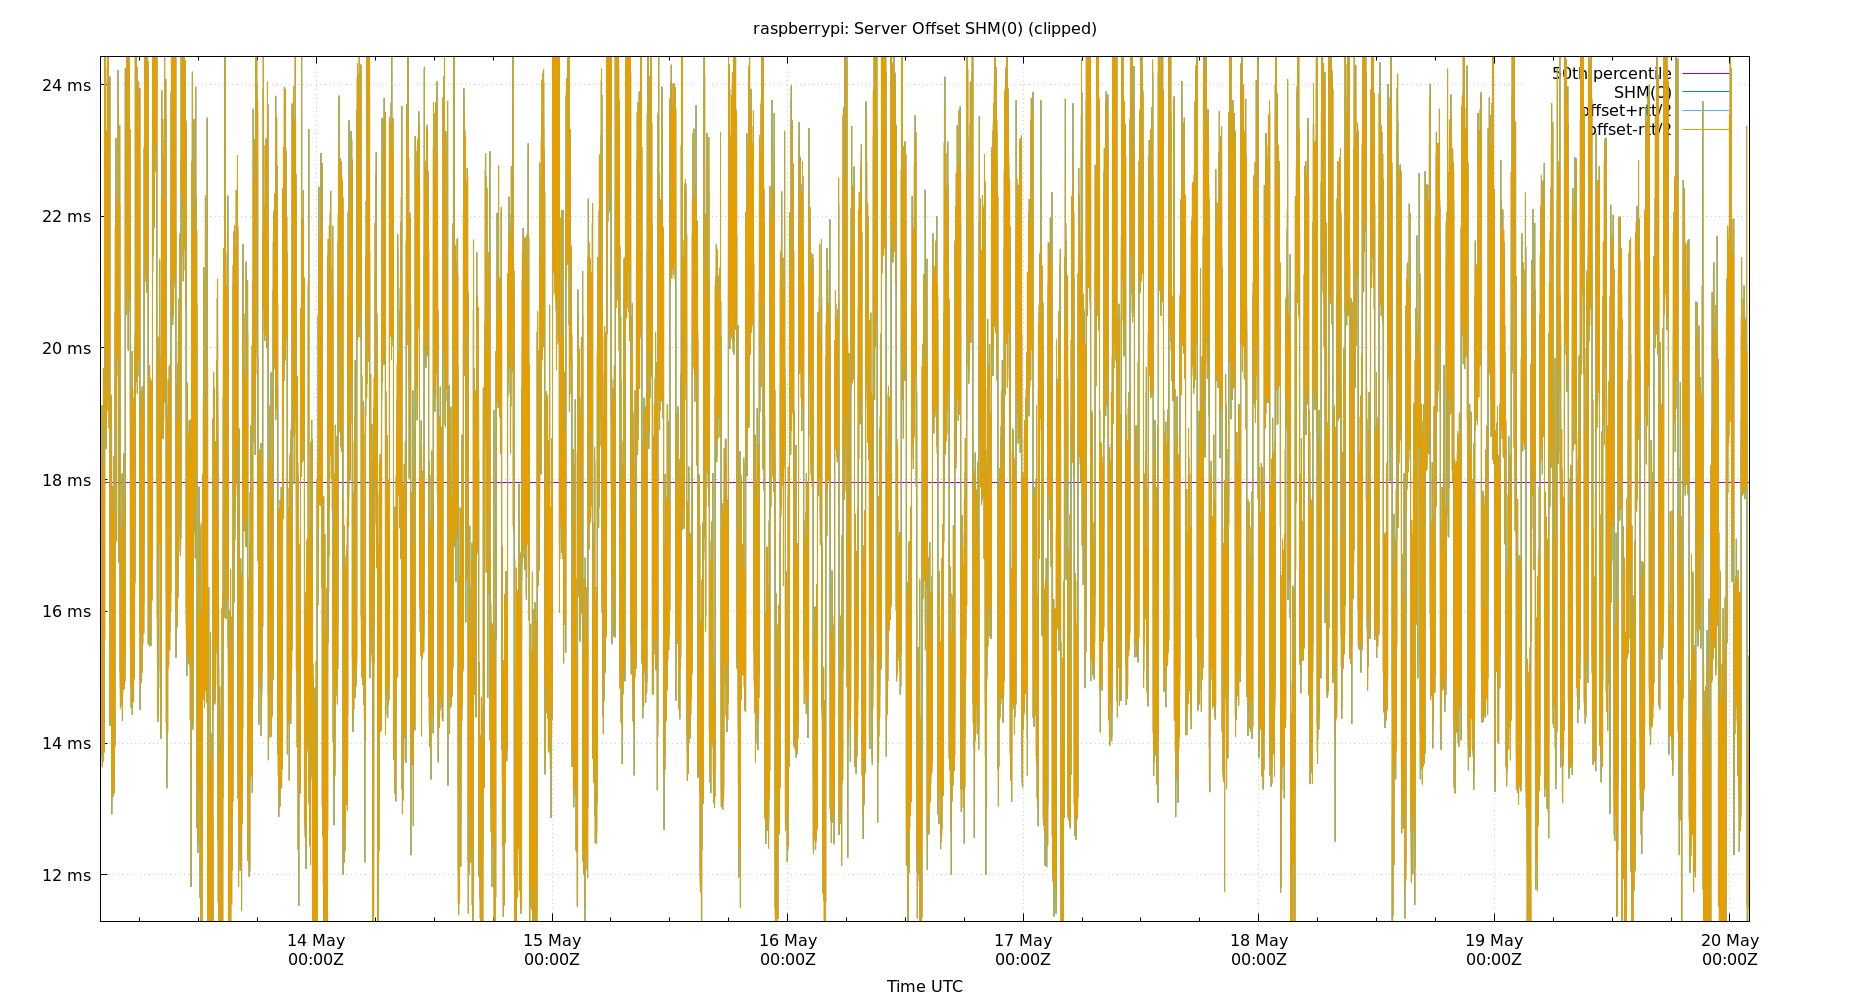 raspberrypi: Server Offset SHM(0) (clipped)
50th percentile
SHM(0)
offset+rtt/2
offset-rtt/2
24 ms
22 ms
20 ms
18 ms
16 ms
14 ms
12 ms
14 May
00:00Z
15 May
00:00Z
16 May
00:00Z
17 May
00:00Z
18 May
00:00Z
19 May
00:00Z
20 May
00:00Z
Time UTC